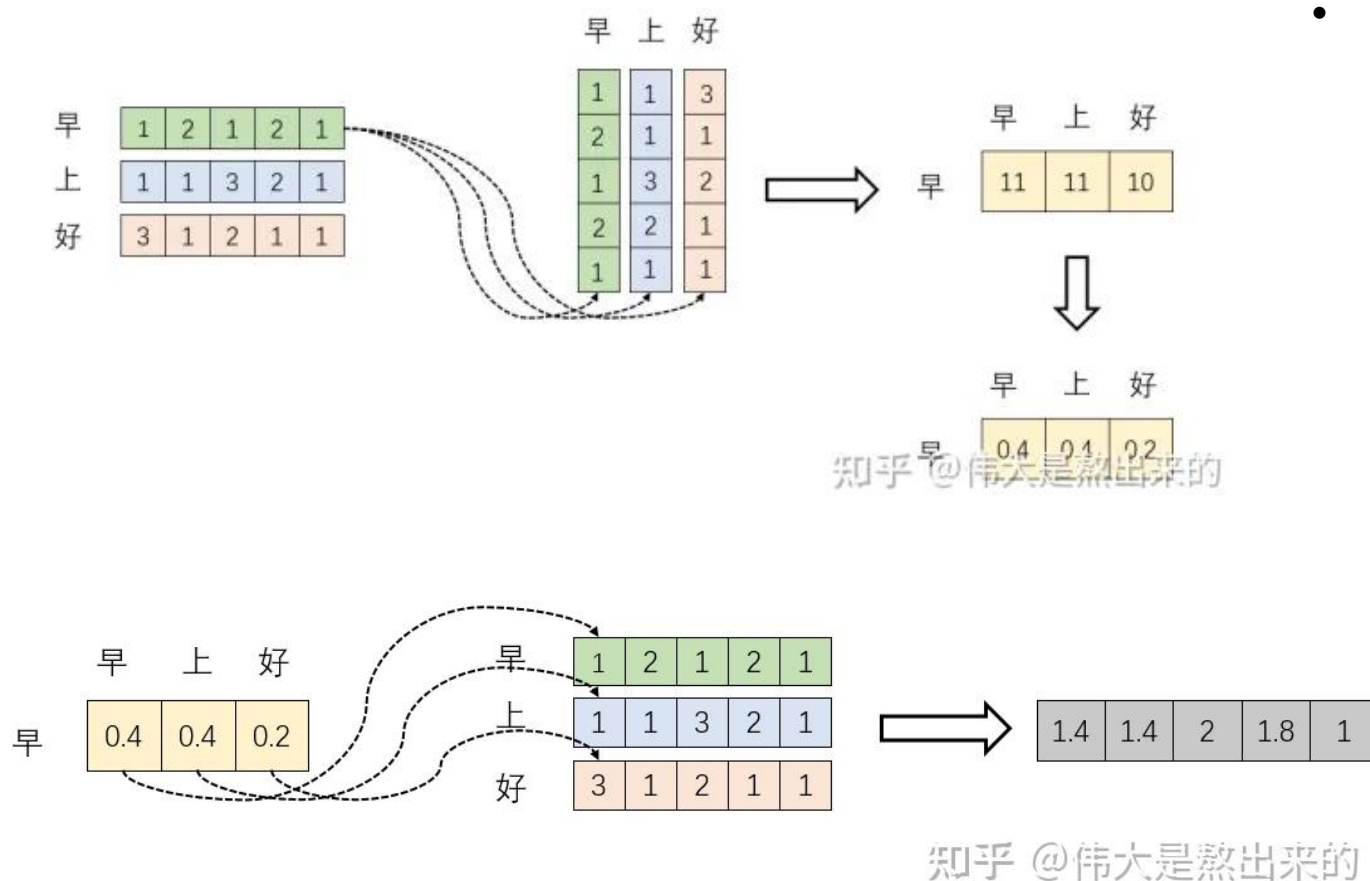 早 上 好
早 1 2 1 2 1
上 1 1 3 2 1
好 3 1 2 1 1
1 1 3
2 1 1
1 3 2
2 2 1
1 1 1
早 上 好
早 11 11 10
早 上 好
早 0.4 0.4 0.2
知乎 @伟大是熬出来的
早 上 好
早 0.4 0.4 0.2
早 1 2 1 2 1
上 1 1 3 2 1
好 3 1 2 1 1
1.4 1.4 2 1.8 1
知乎 @伟大是熬出来的